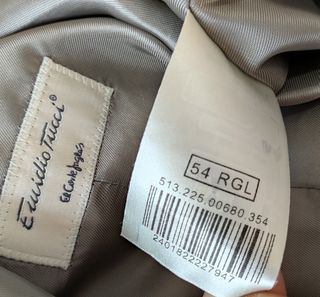 Emidio Tucci®
El Corte Inglés
54 RGL
513.225.00680.354
2401822227947